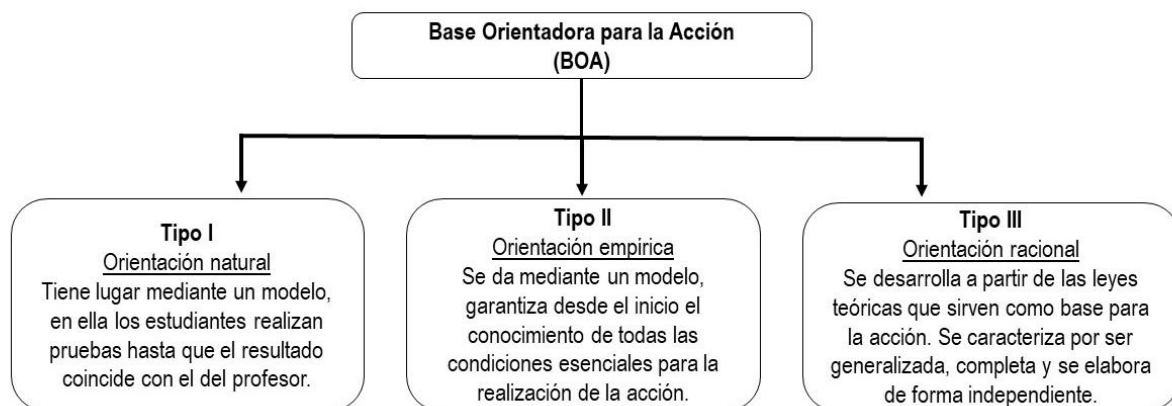 Base Orientadora para la Acción
(BOA)
Tipo I
Orientación natural
Tiene lugar mediante un modelo,
en ella los estudiantes realizan
pruebas hasta que el resultado
coincide con el del profesor.
Tipo II
Orientación empírica
Se da mediante un modelo,
garantiza desde el inicio el
conocimiento de todas las
condiciones esenciales para la
realización de la acción.
Tipo III
Orientación racional
Se desarrolla a partir de las leyes
teóricas que sirven como base para
la acción. Se caracteriza por ser
generalizada, completa y se elabora
de forma independiente.